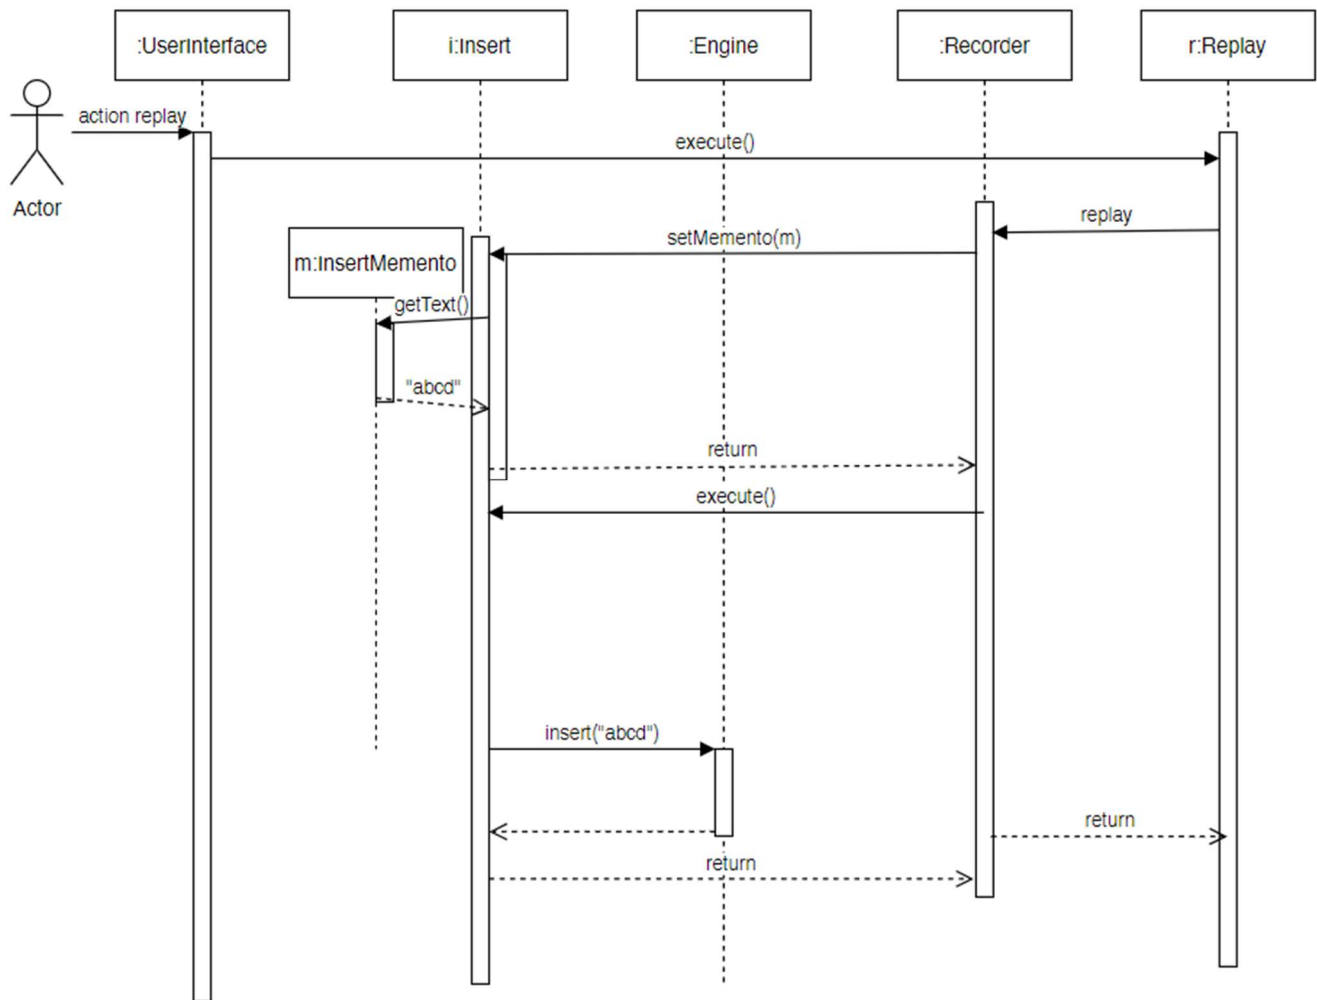 :UserInterface
i:Insert
:Engine
:Recorder
r:Replay
action replay
execute()
Actor
replay
setMemento(m)
m:InsertMemento
getText()
"abcd"
return
execute()
insert("abcd")
return
return